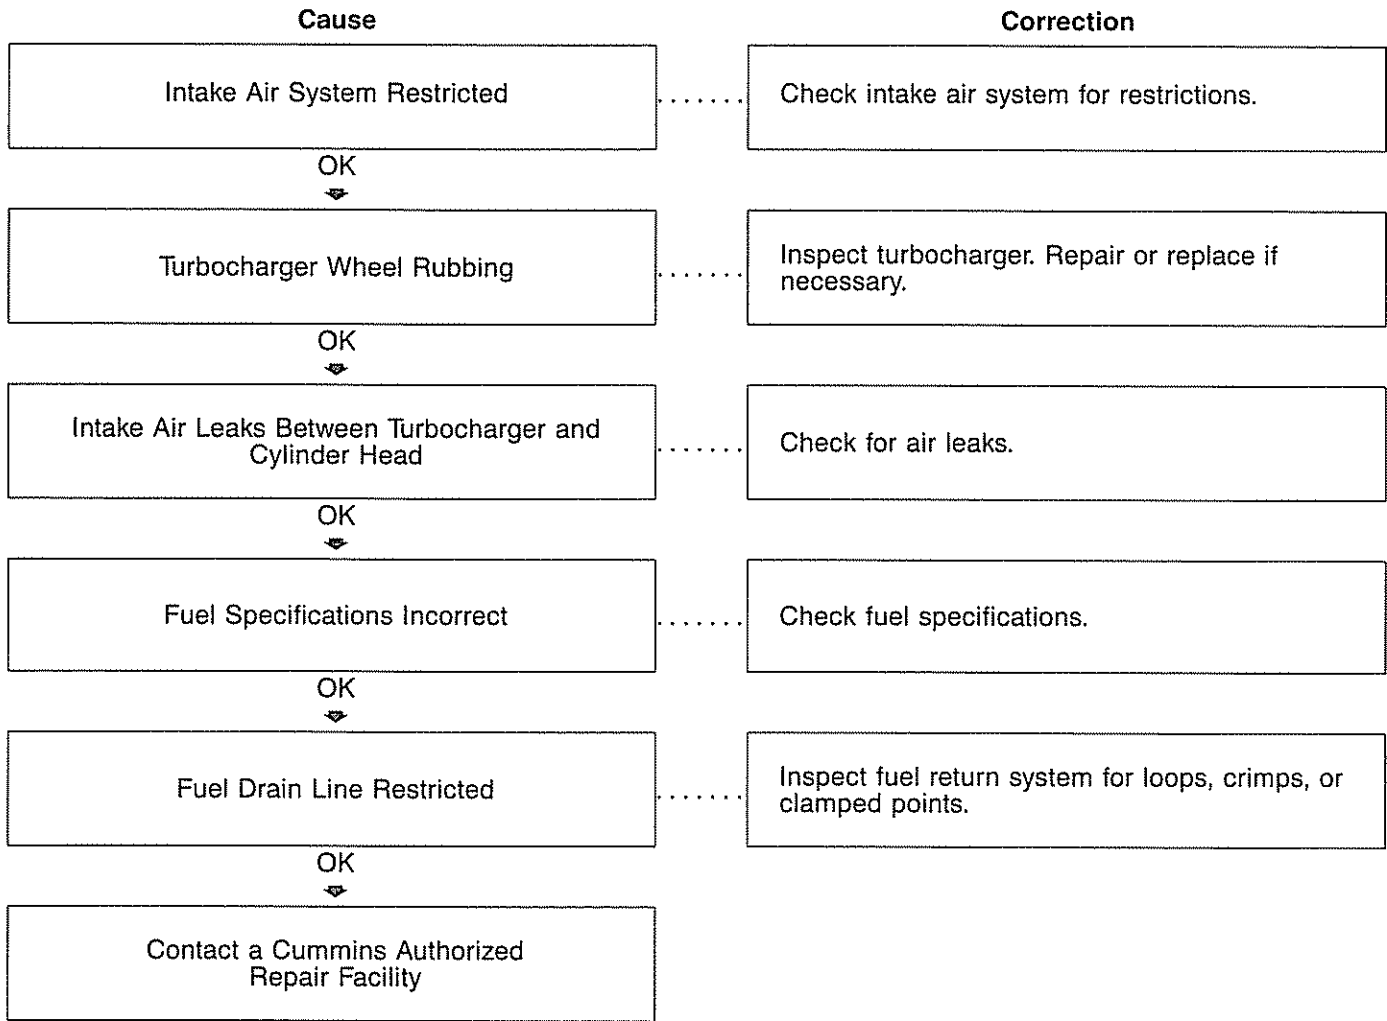 Cause
Correction
Intake Air System Restricted
Check intake air system for restrictions.
OK
Turbocharger Wheel Rubbing
Inspect turbocharger. Repair or replace if
necessary.
OK
Intake Air Leaks Between Turbocharger and
Cylinder Head
Check for air leaks.
OK
Fuel Specifications Incorrect
Check fuel specifications.
OK
Fuel Drain Line Restricted
Inspect fuel return system for loops, crimps, or
clamped points.
OK
Contact a Cummins Authorized
Repair Facility